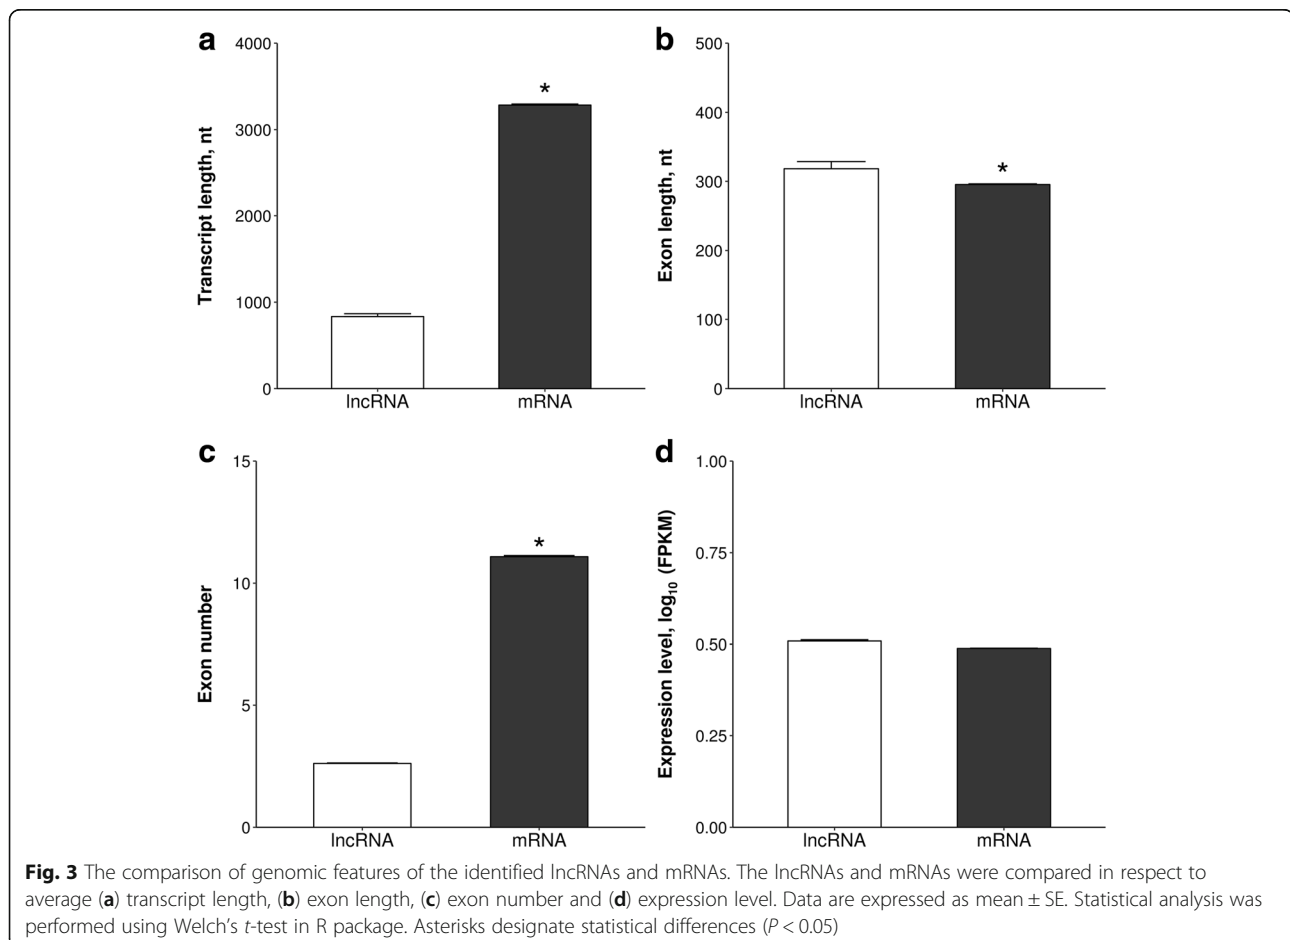 a
4000
3000
2000
1000
0
Transcript length, nt
*
lncRNA mRNA
b
500
400
300
200
100
0
Exon length, nt
*
lncRNA mRNA
c
15
10
5
0
Exon number
*
lncRNA mRNA
d
1.00
0.75
0.50
0.25
0.00
Expression level, log10 (FPKM)
lncRNA mRNA
Fig. 3 The comparison of genomic features of the identified lncRNAs and mRNAs. The lncRNAs and mRNAs were compared in respect to
average (a) transcript length, (b) exon length, (c) exon number and (d) expression level. Data are expressed as mean ± SE. Statistical analysis was
performed using Welch's t-test in R package. Asterisks designate statistical differences (P < 0.05)